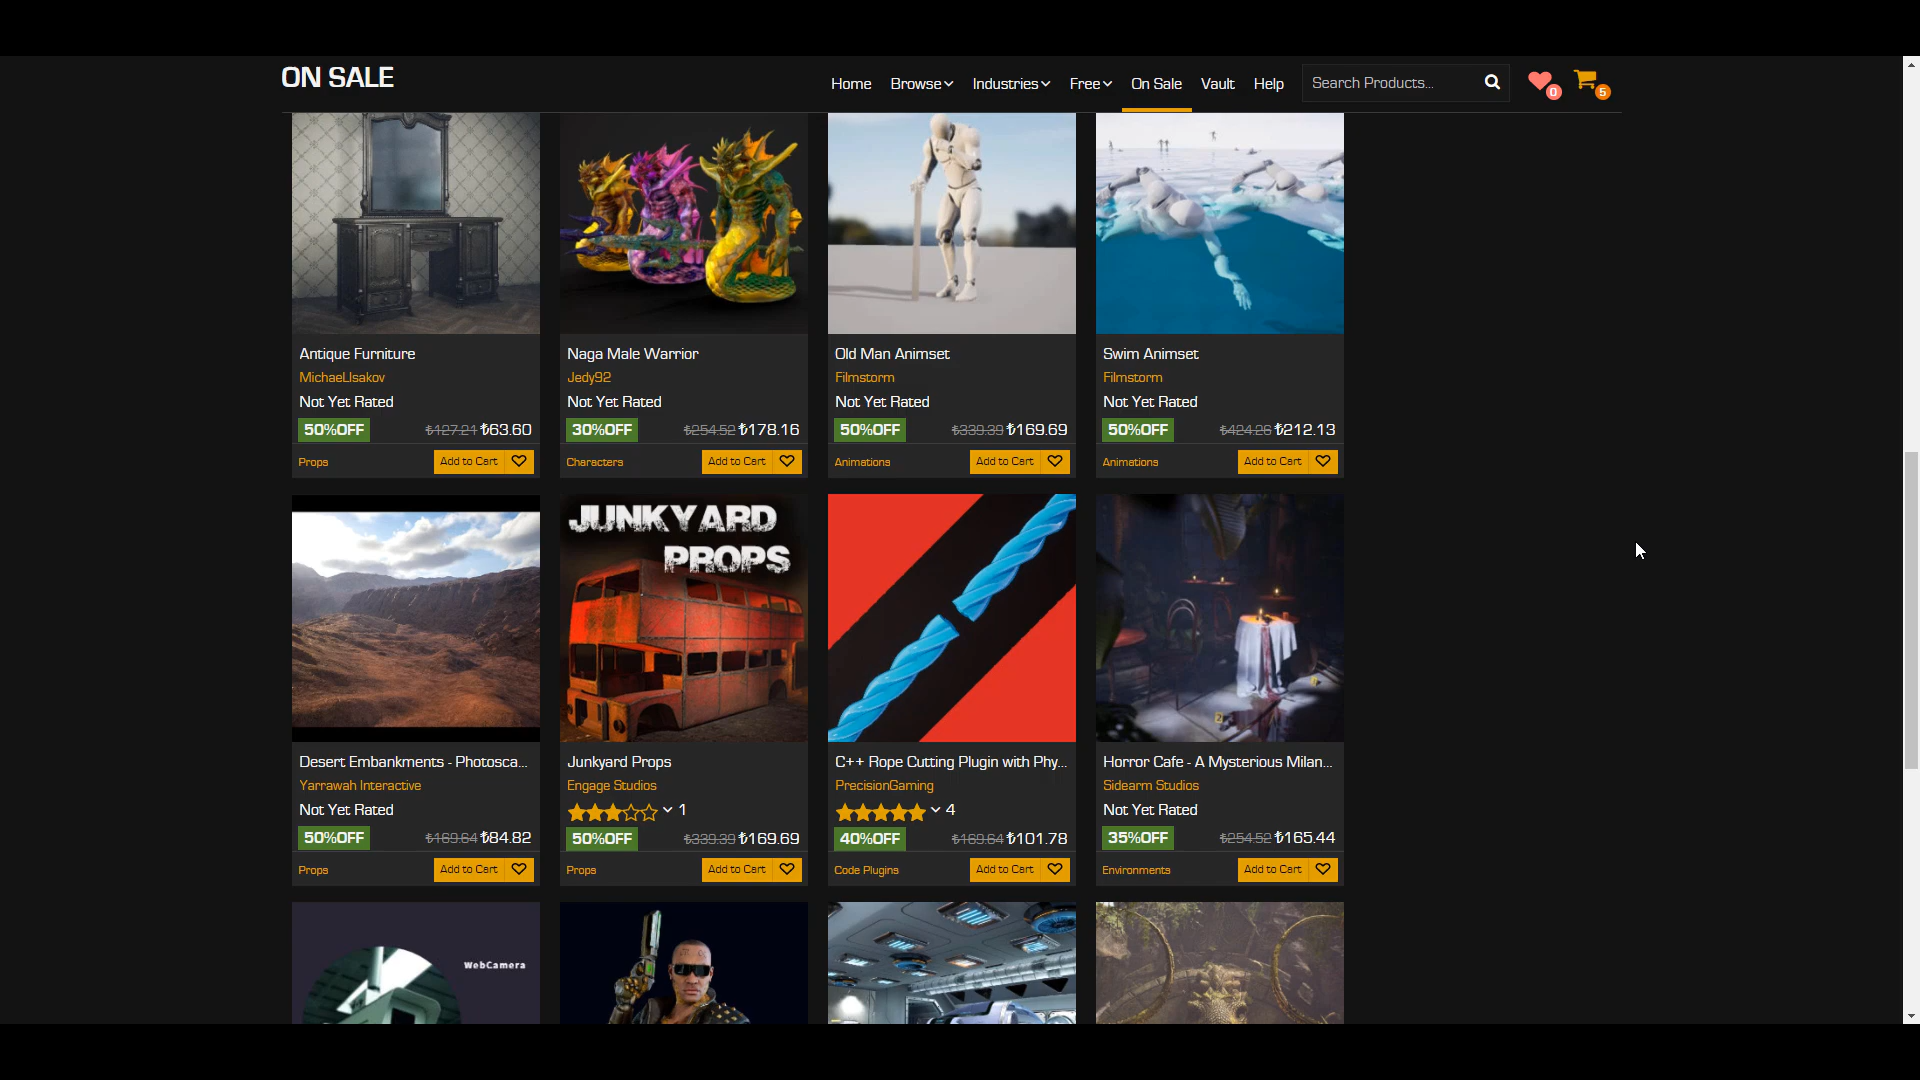 ON SALE
Home Browse Industries Free On Sale Vault Help Search Products... 0 5
Antique Furniture
MichaelIsakov
Not Yet Rated
50%OFF ₺127.21 ₺63.60
Props Add to Cart
Naga Male Warrior
Jedy92
Not Yet Rated
30%OFF ₺254.52 ₺178.16
Characters Add to Cart
Old Man Animset
Filmstorm
Not Yet Rated
50%OFF ₺339.39 ₺169.69
Animations Add to Cart
Swim Animset
Filmstorm
Not Yet Rated
50%OFF ₺424.26 ₺212.13
Animations Add to Cart
Desert Embankments - Photosca...
Yarrawah Interactive
Not Yet Rated
50%OFF ₺169.64 ₺84.82
Props Add to Cart
JUNKYARD
PROPS
Junkyard Props
Engage Studios
1
50%OFF ₺339.39 ₺169.69
Props Add to Cart
C++ Rope Cutting Plugin with Phy...
PrecisionGaming
4
40%OFF ₺169.64 ₺101.78
Code Plugins Add to Cart
2
Horror Cafe - A Mysterious Milan...
Sidearm Studios
Not Yet Rated
35%OFF ₺254.52 ₺165.44
Environments Add to Cart
WebCamera